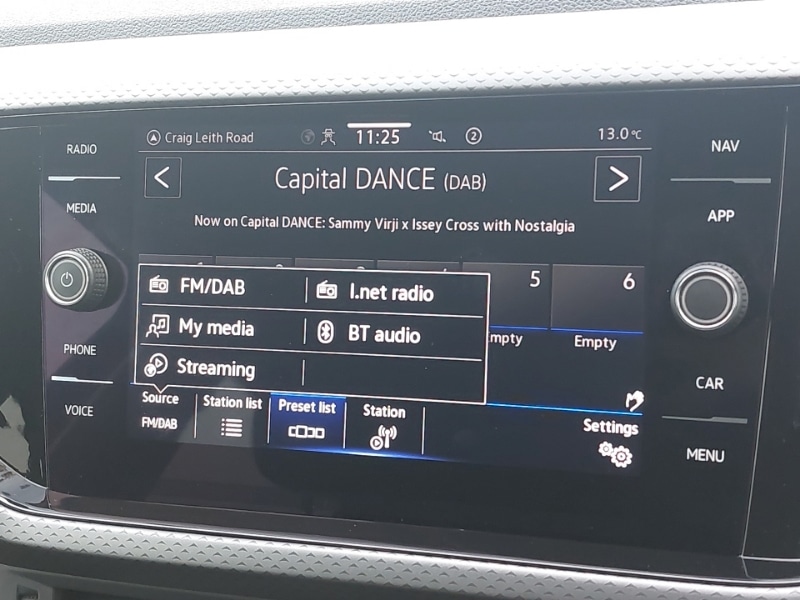 RADIO
MEDIA
PHONE
VOICE
Craig Leith Road
11:25
2
13.0°C
Capital DANCE (DAB)
Now on Capital DANCE: Sammy Virji x Issey Cross with Nostalgia
5
6
mpty
Empty
FM/DAB
I.net radio
My media
BT audio
Streaming
Source
FM/DAB
Station list
Preset list
Station
Settings
NAV
APP
CAR
MENU